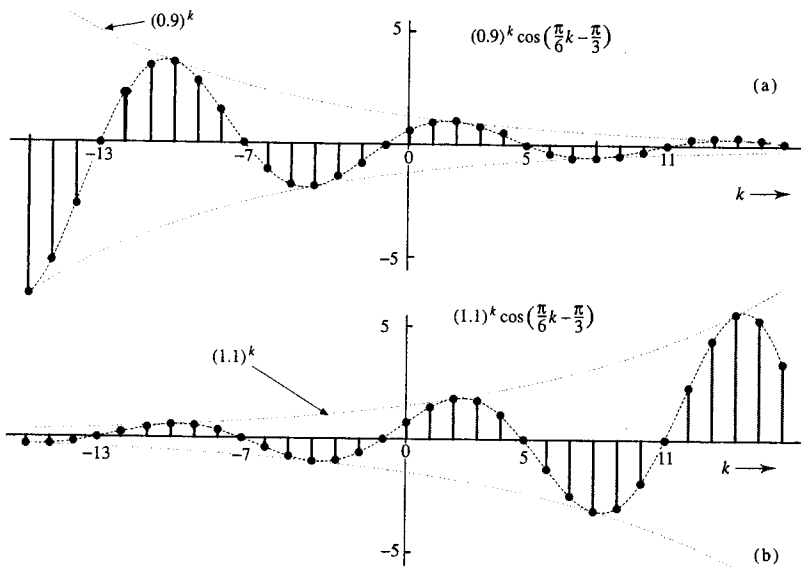 (0.9)^k
5
(0.9)^k cos(π/6 k − π/3)
(a)
−13
−7
0
5
11
k →
−5
5
(1.1)^k cos(π/6 k − π/3)
(1.1)^k
−13
−7
0
5
11
k →
−5
(b)